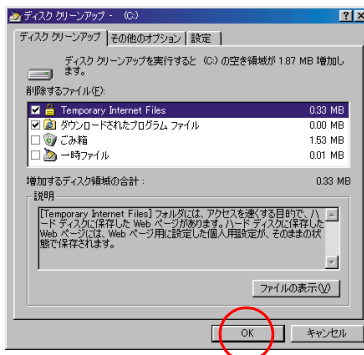 ディスク クリーンアップ - (C:)
ディスク クリーンアップ
その他のオプション
設定
ディスク クリーンアップを実行すると (C:) の空き領域が 1.87 MB 増加し
ます。
削除するファイル(F):
Temporary Internet Files 0.33 MB
ダウンロードされたプログラム ファイル 0.00 MB
ごみ箱 1.53 MB
一時ファイル 0.01 MB
増加するディスク領域の合計 : 0.33 MB
説明
[Temporary Internet Files] フォルダには、アクセスを速くする目的で、ハ
ード ディスクに保存した Web ページがあります。ハード ディスクに保存した
Web ページには、Web ページ用に設定した個人用設定が、そのままの状
態で保存されます。
ファイルの表示(V)
OK
キャンセル